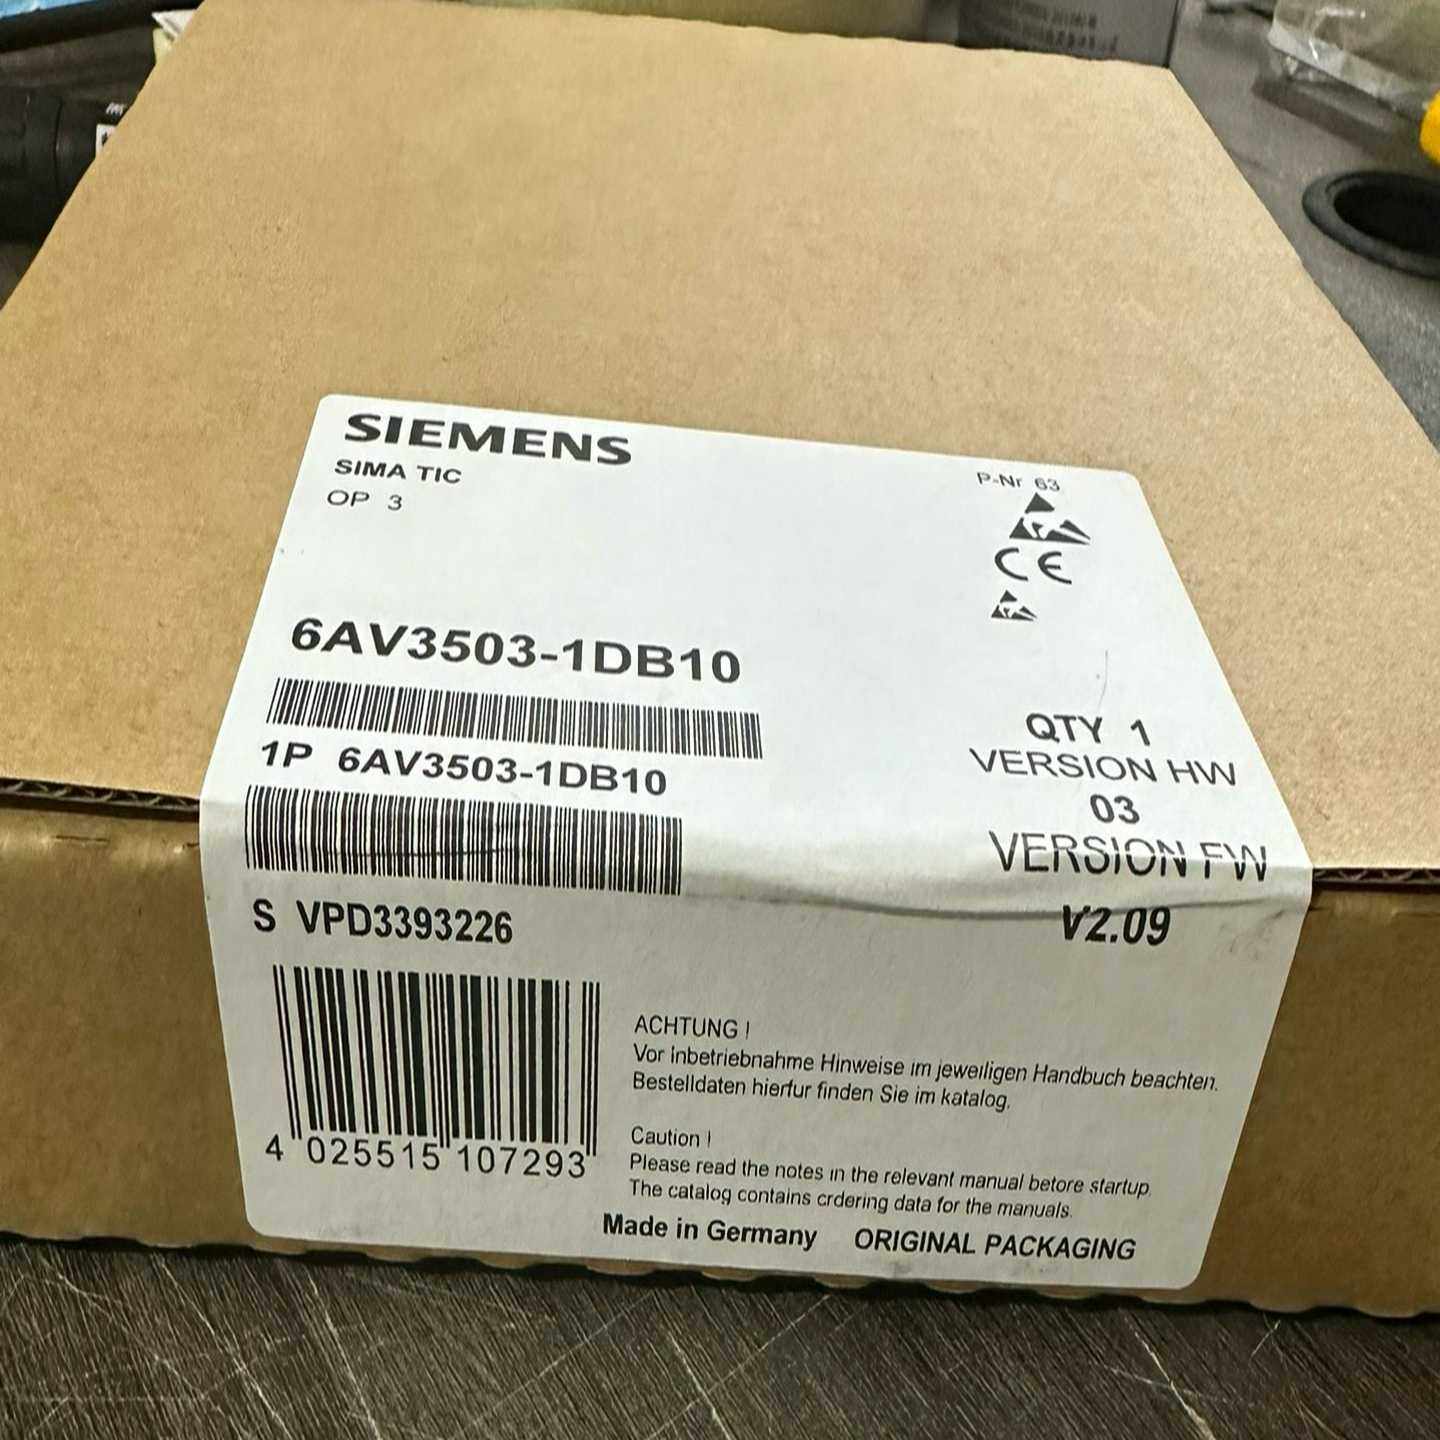 SIEMENS
SIMA TIC
OP 3
P-Nr 63
CE
6AV3503-1DB10
1P 6AV3503-1DB10
QTY 1
VERSION HW
03
VERSION FW
V2.09
S VPD3393226
4 025515 107293
ACHTUNG !
Vor inbetriebnahme Hinweise im jeweiligen Handbuch beachten.
Bestelldaten hierfur finden Sie im katalog.
Caution !
Please read the notes in the relevant manual betore startup.
The catalog contains crdering data for the manuals.
Made in Germany ORIGINAL PACKAGING